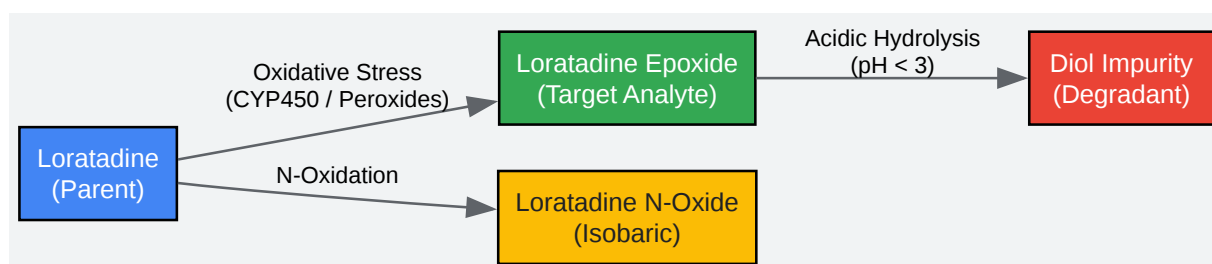 Loratadine
(Parent)
Oxidative Stress
(CYP450 / Peroxides)
N-Oxidation
Loratadine Epoxide
(Target Analyte)
Loratadine N-Oxide
(Isobaric)
Acidic Hydrolysis
(pH < 3)
Diol Impurity
(Degradant)